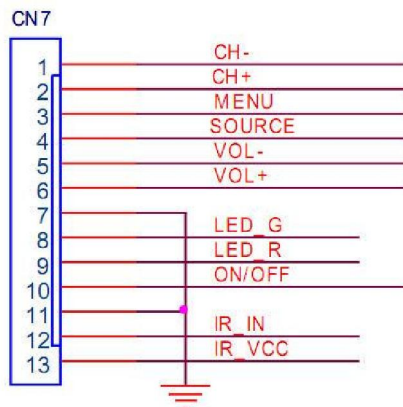 CN7
1 CH-
2 CH+
3 MENU
4 SOURCE
5 VOL-
6 VOL+
7
8 LED_G
9 LED_R
10 ON/OFF
11
12 IR_IN
13 IR_VCC